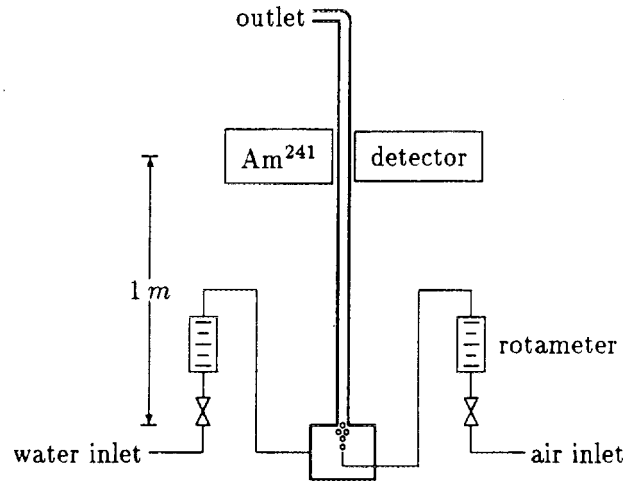 outlet
Am²⁴¹
detector
1 m
rotameter
water inlet
air inlet